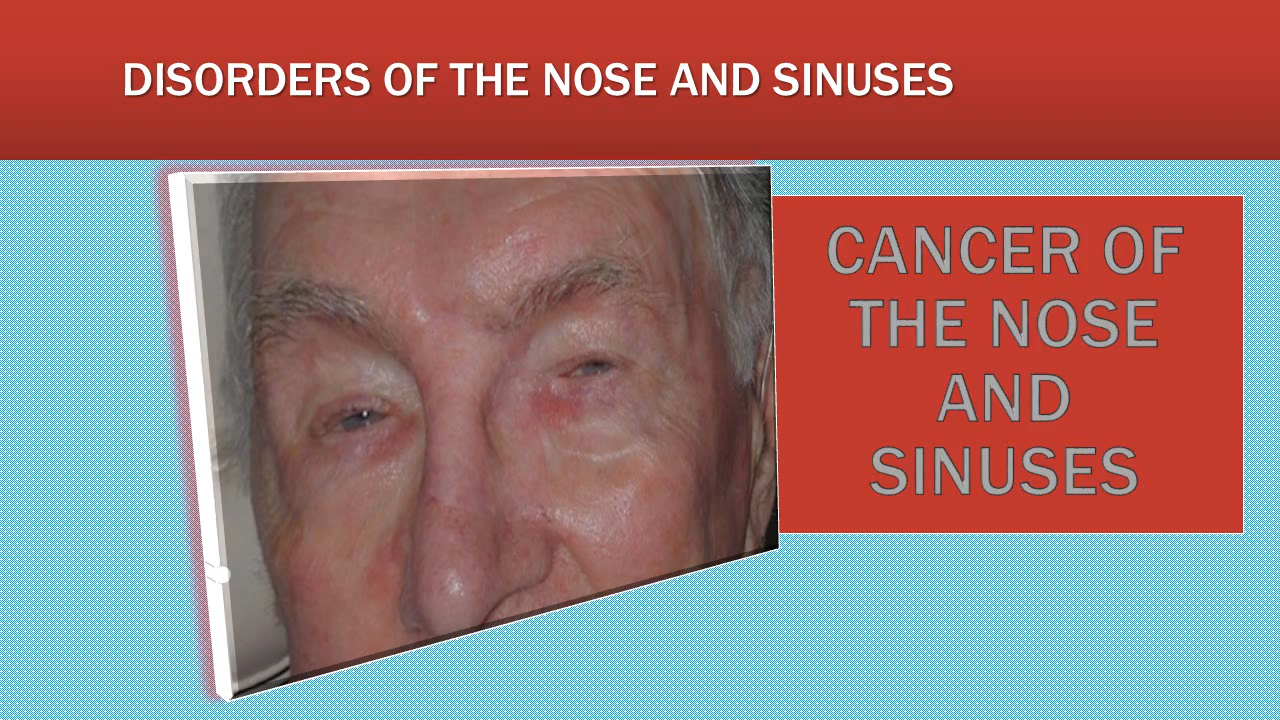 DISORDERS OF THE NOSE AND SINUSES
CANCER OF
THE NOSE
AND
SINUSES